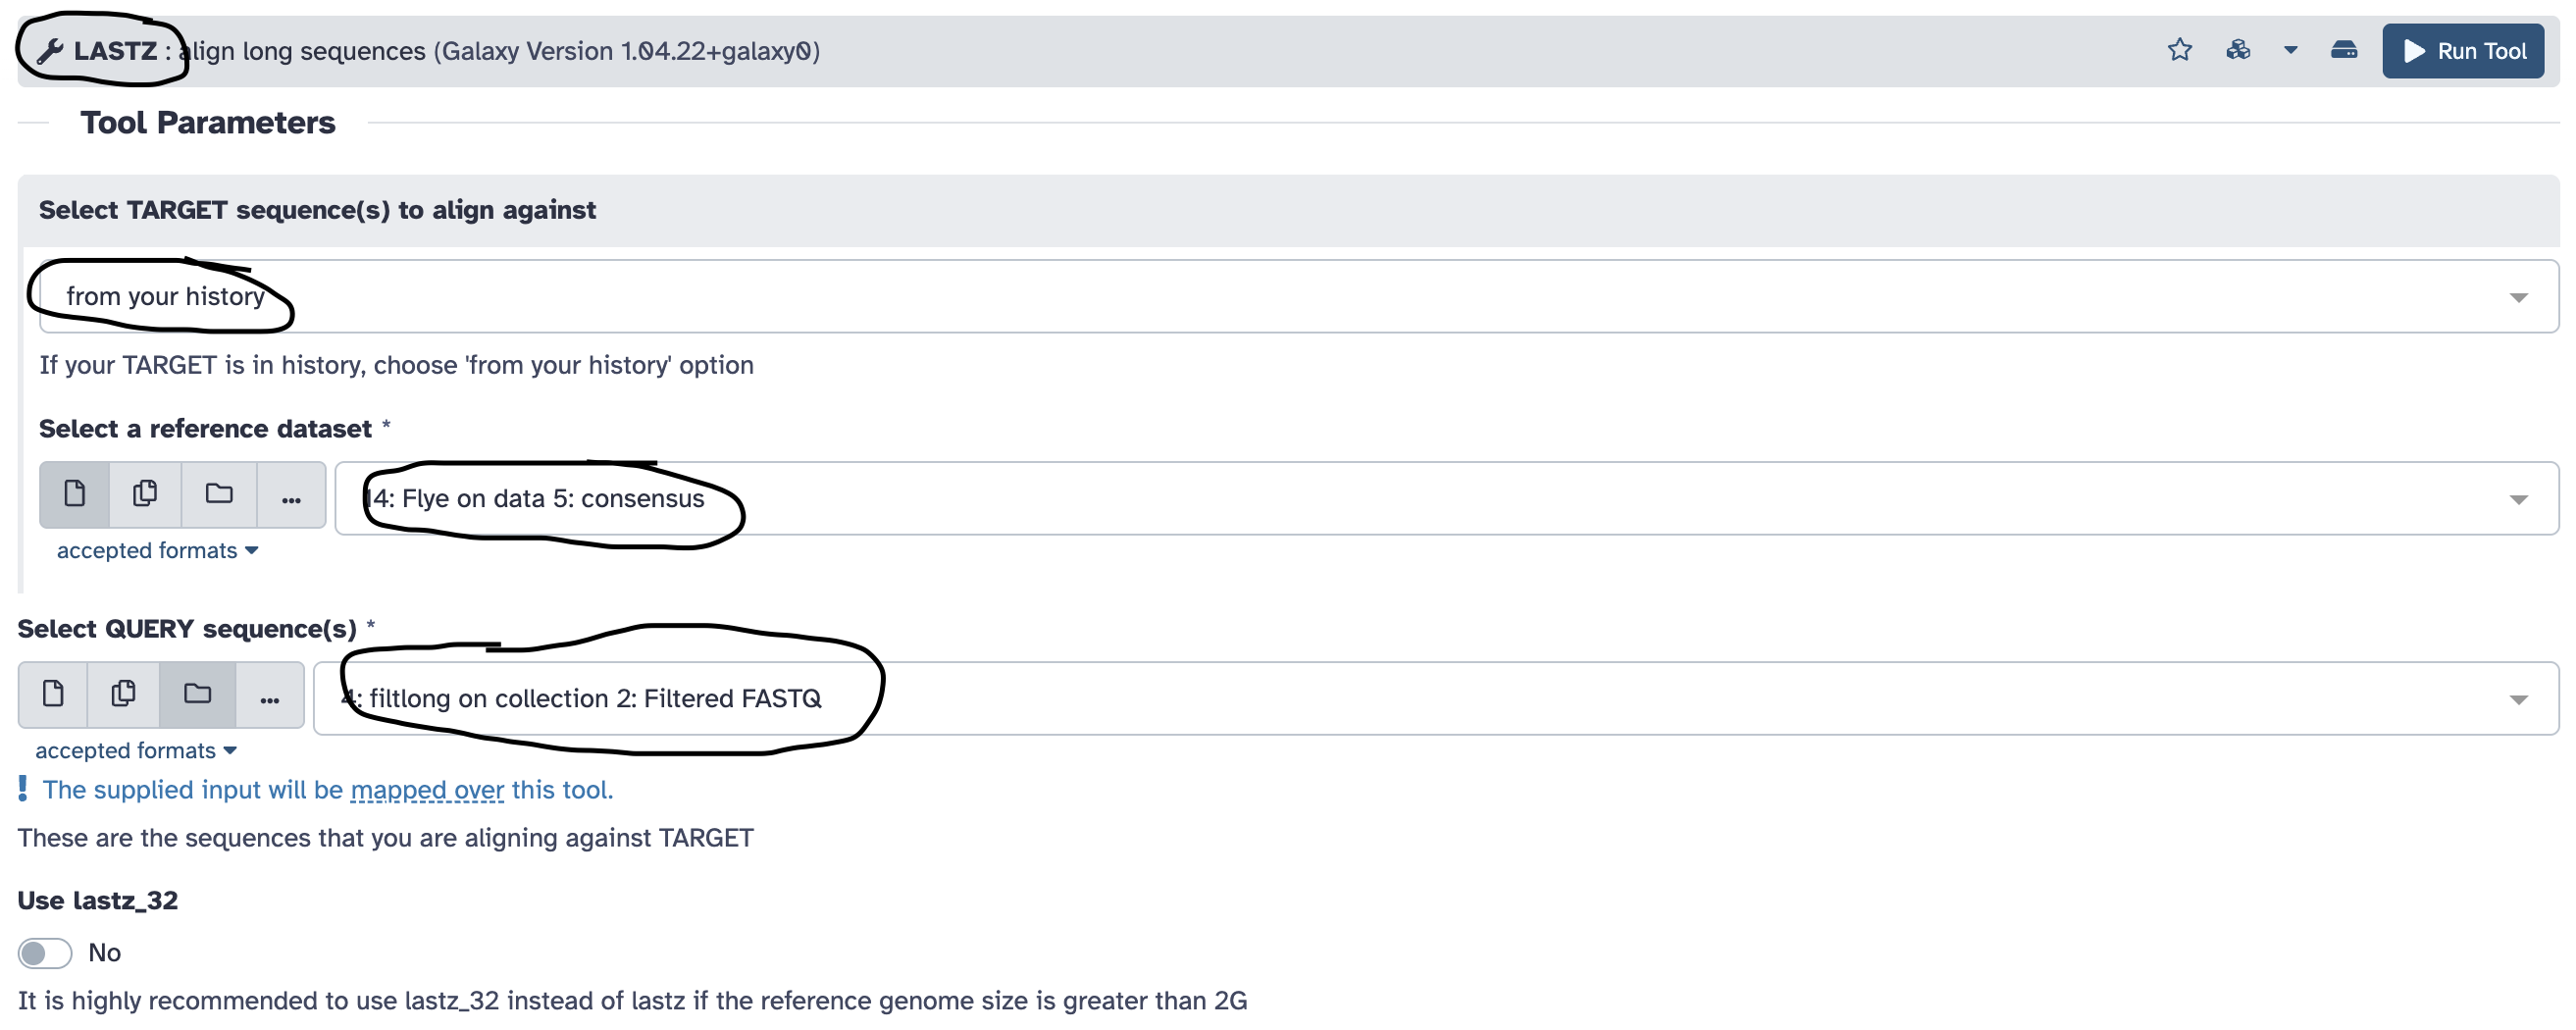 LASTZ : align long sequences (Galaxy Version 1.04.22+galaxy0)
Run Tool
Tool Parameters
Select TARGET sequence(s) to align against
from your history
If your TARGET is in history, choose 'from your history' option
Select a reference dataset *
...
14: Flye on data 5: consensus
accepted formats
Select QUERY sequence(s) *
...
4: filtlong on collection 2: Filtered FASTQ
accepted formats
! The supplied input will be mapped over this tool.
These are the sequences that you are aligning against TARGET
Use lastz_32
No
It is highly recommended to use lastz_32 instead of lastz if the reference genome size is greater than 2G